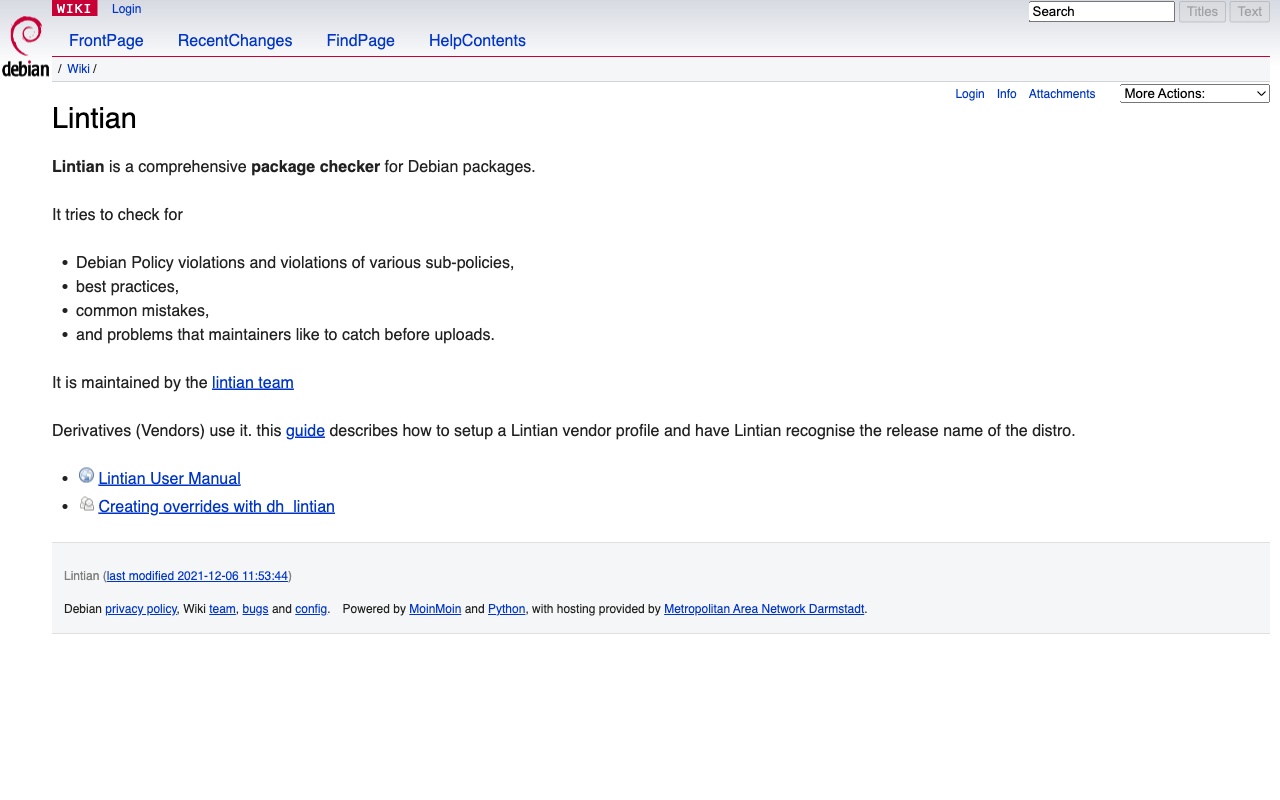 WIKI Login
Search Titles Text
FrontPage RecentChanges FindPage HelpContents
debian
/ Wiki /
Login Info Attachments More Actions:
Lintian
Lintian is a comprehensive package checker for Debian packages.
It tries to check for
• Debian Policy violations and violations of various sub-policies,
• best practices,
• common mistakes,
• and problems that maintainers like to catch before uploads.
It is maintained by the lintian team
Derivatives (Vendors) use it. this guide describes how to setup a Lintian vendor profile and have Lintian recognise the release name of the distro.
• Lintian User Manual
• Creating overrides with dh_lintian
Lintian (last modified 2021-12-06 11:53:44)
Debian privacy policy, Wiki team, bugs and config. Powered by MoinMoin and Python, with hosting provided by Metropolitan Area Network Darmstadt.